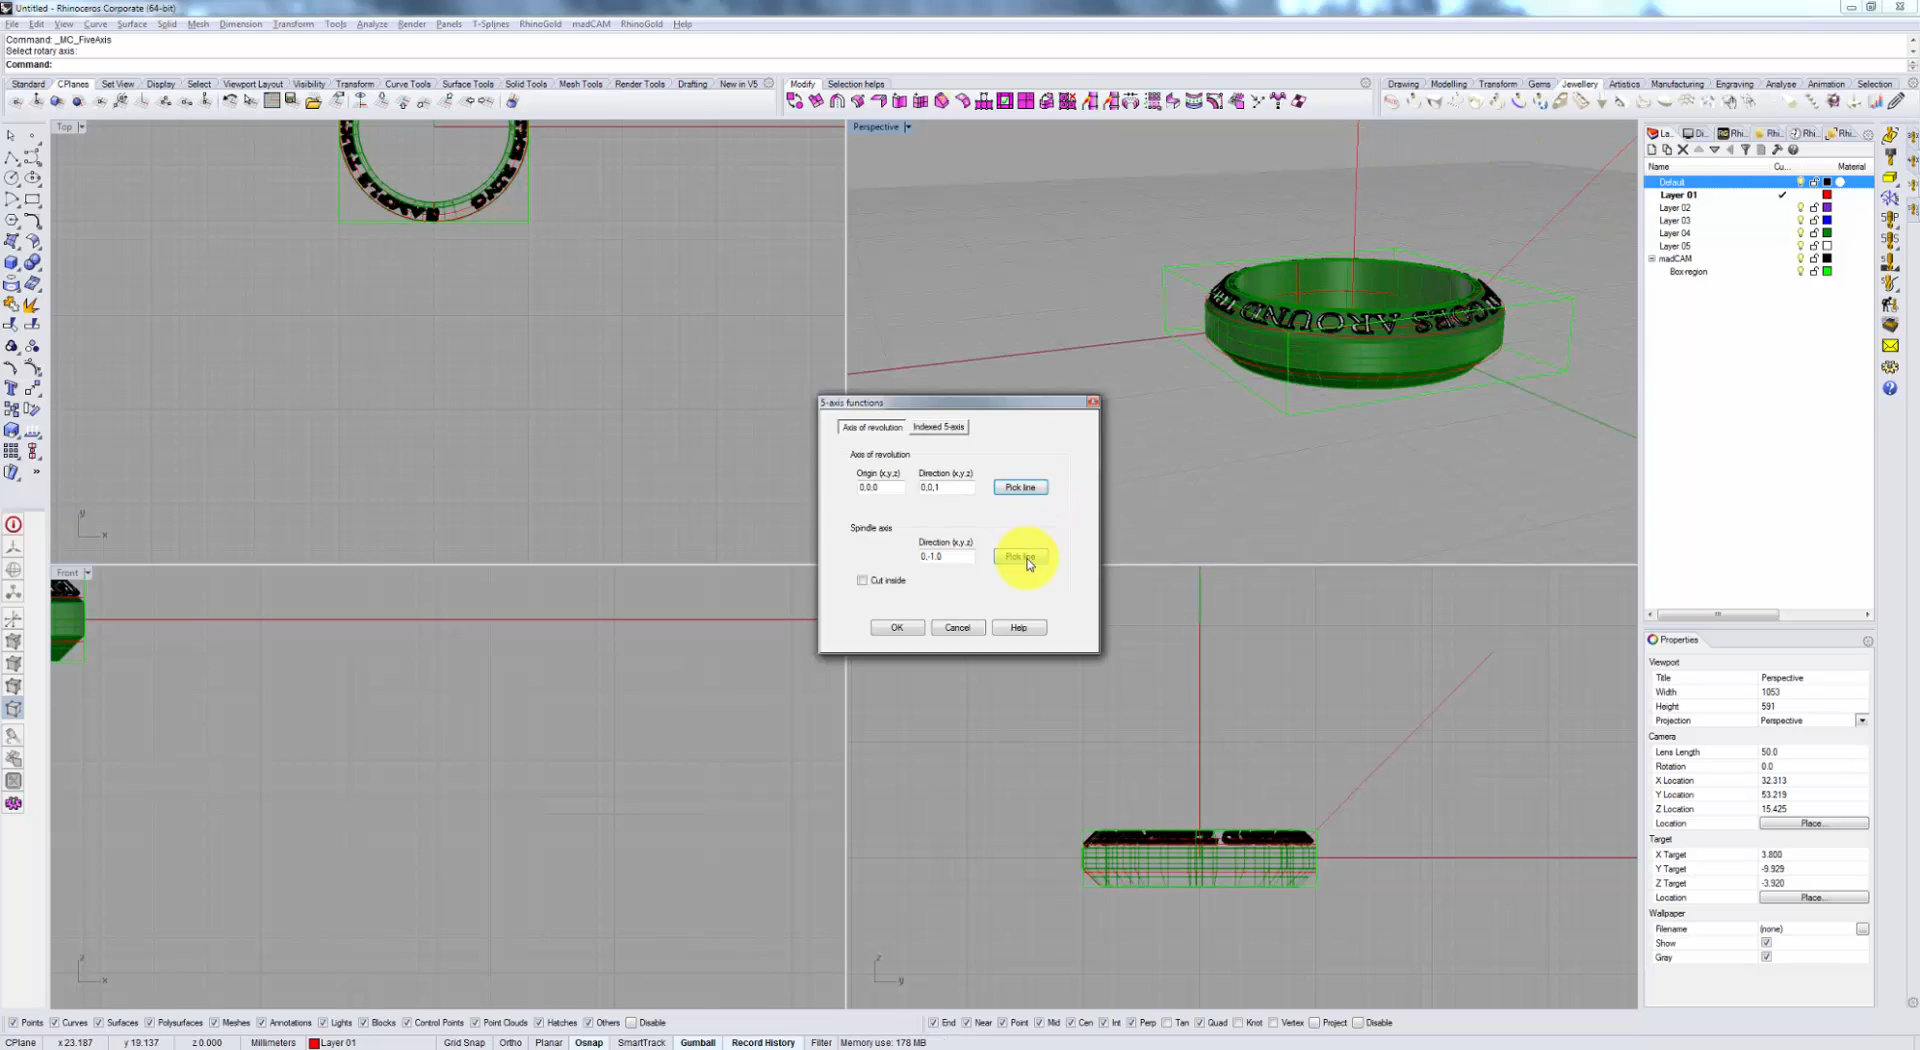 Untitled - Rhinoceros Corporate (64-bit)
File Edit View Curve Surface Solid Mesh Dimension Transform Tools Analyze Render Panels T-Splines RhinoGold madCAM RhinoGold Help
Command: _MC_FiveAxis
Select rotary axis:
Command:
Standard CPlanes Set View Display Select Viewport Layout Visibility Transform Curve Tools Surface Tools Solid Tools Mesh Tools Render Tools Drafting New in V5 Modify Selection helps Drawing Modelling Transform Gems Jewellery Artistics Manufacturing Engraving Analyse Animation Selection
Top
Perspective
La... Di... Rhi... Rhi... Rhi... Rhi...
Name Cu... Material
Default
Layer 01
Layer 02
Layer 03
Layer 04
Layer 05
madCAM
Box-region
GOES AROUND
5-axis functions
Axis of revolution Indexed 5-axis
Axis of revolution
Origin (x,y,z) Direction (x,y,z)
0,0,0 0,0,1 Pick line
Spindle axis
Direction (x,y,z)
0,-1,0 Pick line
Cut inside
OK Cancel Help
y
x
Front
z
x
z
y
Properties
Viewport
Title Perspective
Width 1053
Height 591
Projection Perspective
Camera
Lens Length 50.0
Rotation 0.0
X Location 32.313
Y Location 53.219
Z Location 15.425
Location Place...
Target
X Target 3.800
Y Target -9.929
Z Target -3.920
Location Place...
Wallpaper
Filename (none) ...
Show
Gray
Points Curves Surfaces Polysurfaces Meshes Annotations Lights Blocks Control Points Point Clouds Hatches Others Disable End Near Point Mid Cen Int Perp Tan Quad Knot Vertex Project Disable
CPlane x 23.187 y 19.137 z 0.000 Millimeters Layer 01 Grid Snap Ortho Planar Osnap SmartTrack Gumball Record History Filter Memory use: 178 MB